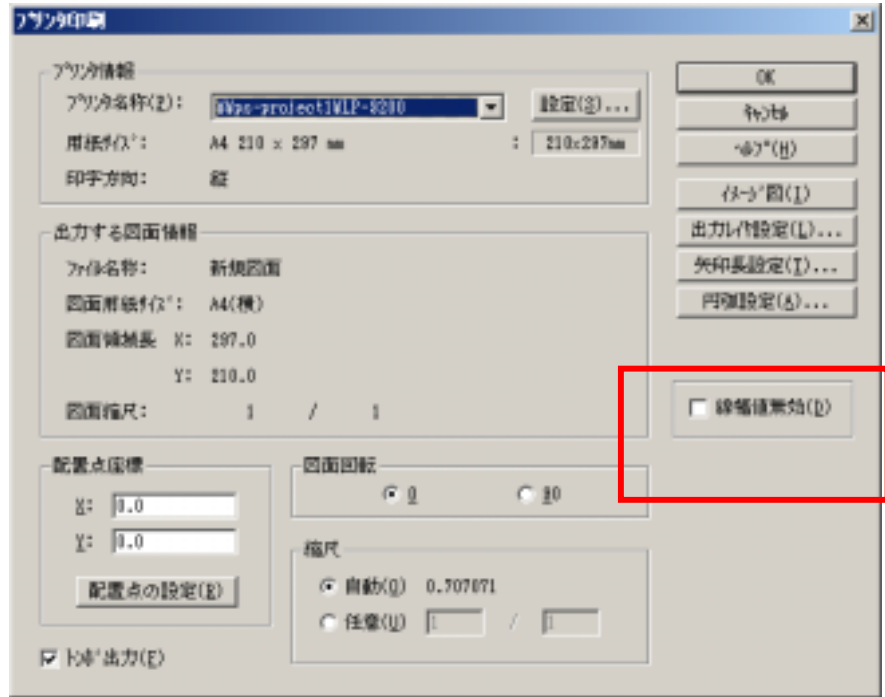 プリンタ印刷
プリンタ情報
プリンタ名称(P):
設定(S)...
用紙サイズ: A4 210 x 297 mm : 210x297mm
印字方向: 縦
出力する図面情報
ファイル名称: 新規図面
図面用紙サイズ: A4(横)
図面領域長 X: 297.0
Y: 210.0
図面縮尺: 1 / 1
配置点座標
X: 0.0
Y: 0.0
配置点の設定(R)
トンボ出力(E)
図面回転
0 90
縮尺
自動(O) 0.707071
任意(U) 1 / 1
OK
キャンセル
ヘルプ(H)
イメージ図(I)
出力レイヤ設定(L)...
矢印長設定(T)...
円弧設定(A)...
線幅値無効(D)